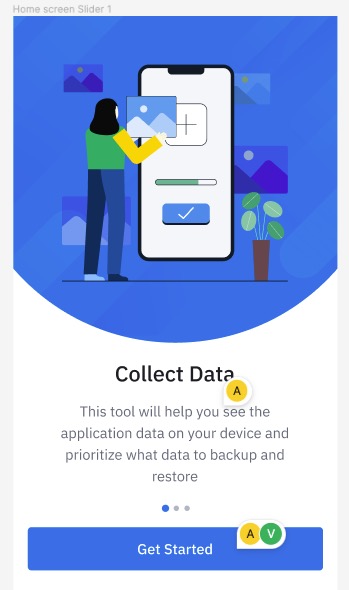 Home screen Slider 1
Collect Data
A
This tool will help you see the
application data on your device and
prioritize what data to backup and
restore
A V
Get Started